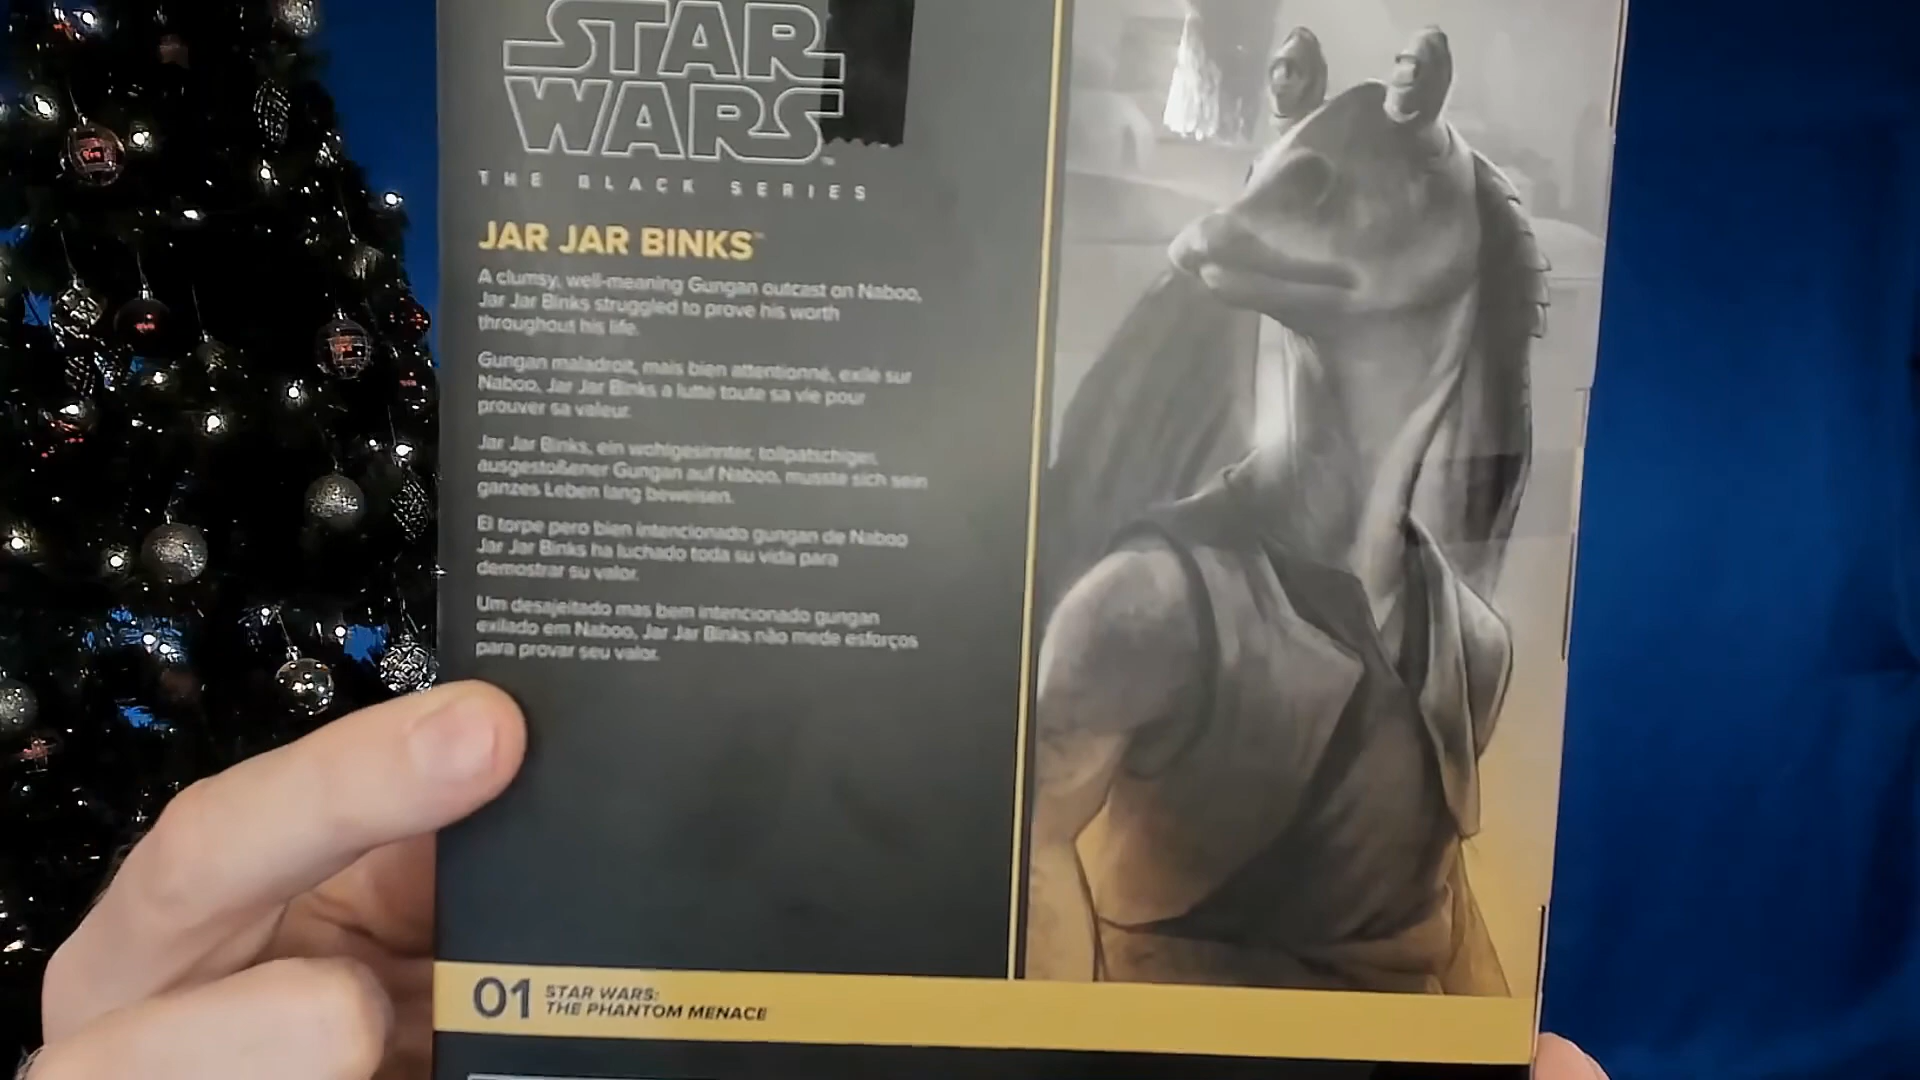 STAR
WARS™
THE BLACK SERIES
JAR JAR BINKS™
A clumsy, well-meaning Gungan outcast on Naboo,
Jar Jar Binks struggled to prove his worth
throughout his life.
Gungan maladroit, mais bien attentionné, exilé sur
Naboo, Jar Jar Binks a lutté toute sa vie pour
prouver sa valeur.
Jar Jar Binks, ein wohlgesinnter, tollpatschiger,
ausgestoßener Gungan auf Naboo, musste sich sein
ganzes Leben lang beweisen.
El torpe pero bien intencionado gungan de Naboo
Jar Jar Binks ha luchado toda su vida para
demostrar su valor.
Um desajeitado mas bem intencionado gungan
exilado em Naboo, Jar Jar Binks não mede esforços
para provar seu valor.
01 STAR WARS:
THE PHANTOM MENACE